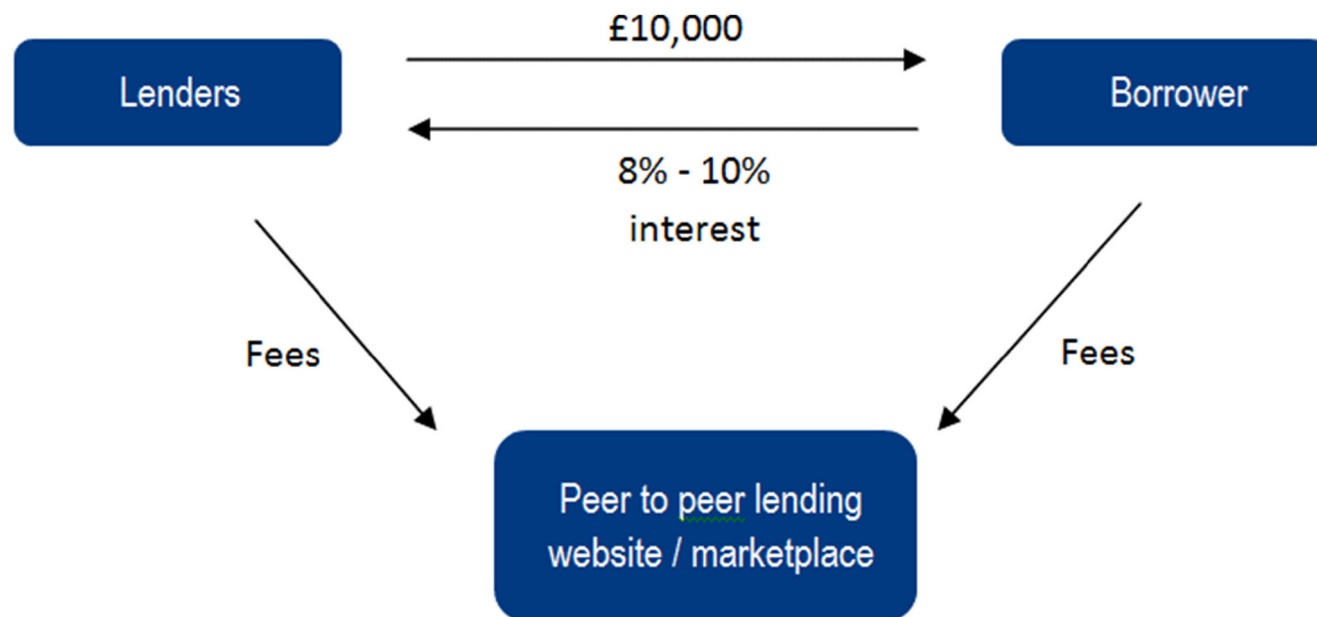 £10,000
Lenders
Borrower
8% - 10%
interest
Fees
Fees
Peer to peer lending
website / marketplace